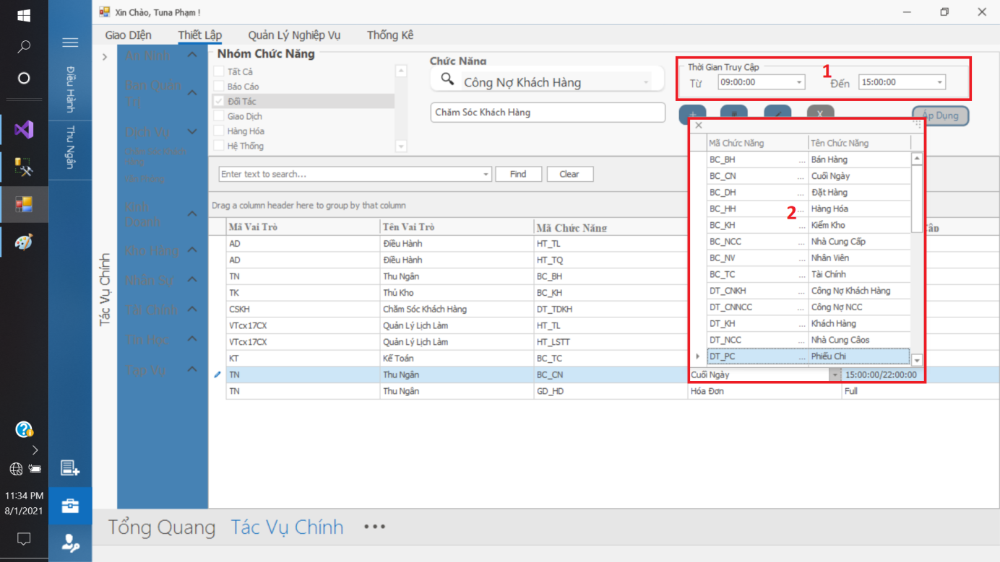 Xin Chào, Tuna Phạm !
Giao DIện Thiết Lập Quản Lý Nghiệp Vụ Thống Kê
Điều Hành
Thu Ngân
Tác Vụ Chính
An Ninh
Ban Quản Trị
Dịch Vụ
Kinh Doanh
Kho Hàng
Nhân Sự
Tài Chính
Tin Học
Tạp Vụ
Nhóm Chức Năng
Tất Cả
Báo Cáo
Đối Tác
Giao Dịch
Hàng Hóa
Hệ Thống
Chức Năng
Công Nợ Khách Hàng
Chăm Sóc Khách Hàng
Thời Gian Truy Cập
1
Từ 09:00:00 Đến 15:00:00
X Áp Dụng
Enter text to search... Find Clear
Drag a column header here to group by that column
Mã Vai Trò Tên Vai Trò Mã Chức Năng
AD Điều Hành HT_TL
AD Điều Hành HT_TQ
TN Thu Ngân BC_BH
TK Thủ Kho BC_KH
CSKH Chăm Sóc Khách Hàng DT_TDKH
VTcx17CX Quản Lý Lịch Làm HT_TL
VTcx17CX Quản Lý Lịch Làm HT_LSTT
KT Kế Toán BC_TC
TN Thu Ngân BC_CN Cuối Ngày 15:00:00/22:00:00
TN Thu Ngân GD_HD Hóa Đơn Full
Mã Chức Năng Tên Chức Năng
BC_BH ... Bán Hàng
BC_CN ... Cuối Ngày
BC_DH ... Đặt Hàng
BC_HH ... Hàng Hóa
2
BC_KH ... Kiểm Kho
BC_NCC ... Nhà Cung Cấp
BC_NV ... Nhân Viên
BC_TC ... Tài Chính
DT_CNKH ... Công Nợ Khách Hàng
DT_CNNCC ... Công Nợ NCC
DT_KH ... Khách Hàng
DT_NCC ... Nhà Cung Câos
DT_PC ... Phiếu Chi
Tổng Quang Tác Vụ Chính •••
11:34 PM
8/1/2021